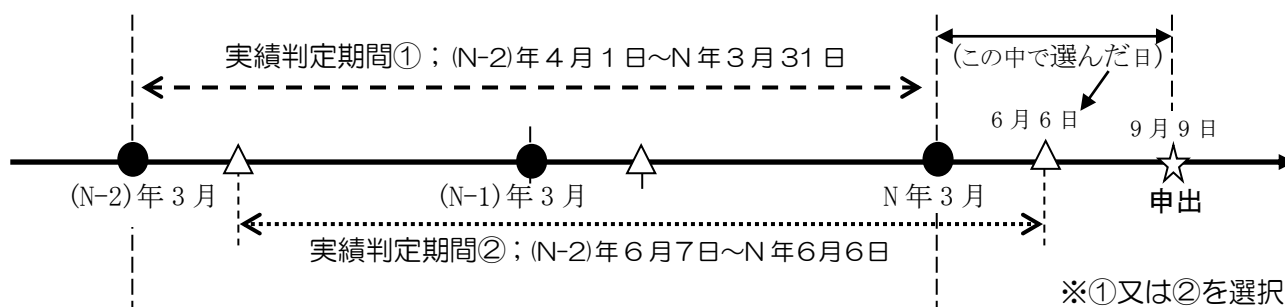 実績判定期間①；(N-2)年４月１日～N年３月31日
(この中で選んだ日)
6月6日
9月9日
(N-2)年3月
(N-1)年3月
N年3月
申出
実績判定期間②；(N-2)年６月7日～N年6月6日
※①又は②を選択